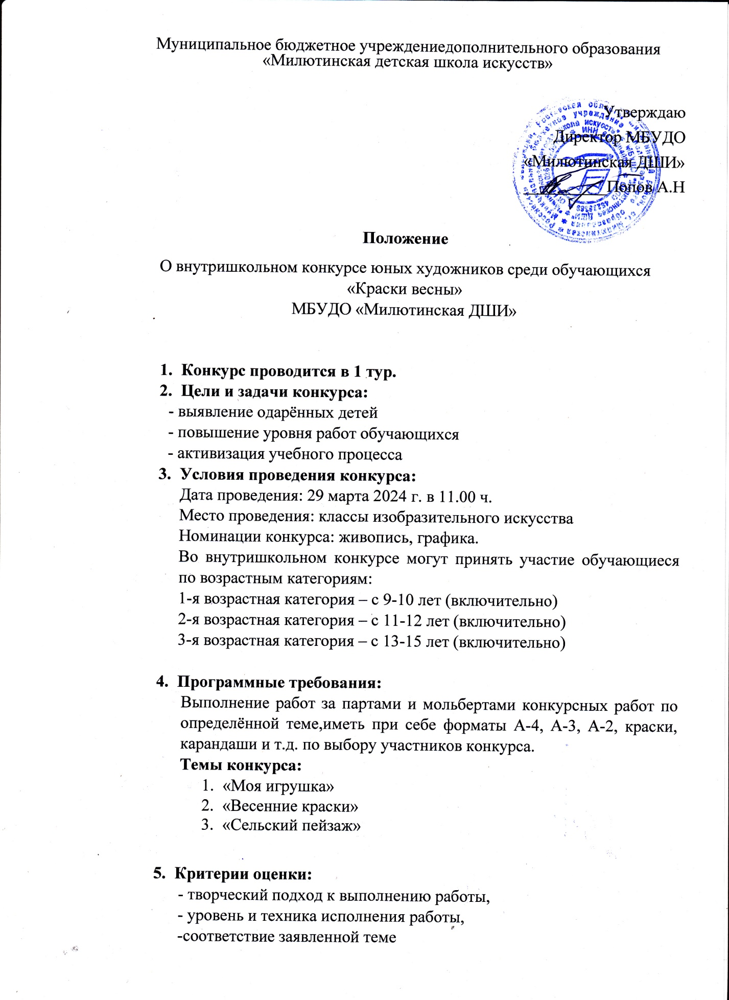 Муниципальное бюджетное учреждениедополнительного образования
«Милютинская детская школа искусств»
Утверждаю
Директор МБУДО
«Милютинская ДШИ»
Попов А.Н
Положение
О внутришкольном конкурсе юных художников среди обучающихся
«Краски весны»
МБУДО «Милютинская ДШИ»
1. Конкурс проводится в 1 тур.
2. Цели и задачи конкурса:
- выявление одарённых детей
- повышение уровня работ обучающихся
- активизация учебного процесса
3. Условия проведения конкурса:
Дата проведения: 29 марта 2024 г. в 11.00 ч.
Место проведения: классы изобразительного искусства
Номинации конкурса: живопись, графика.
Во внутришкольном конкурсе могут принять участие обучающиеся
по возрастным категориям:
1-я возрастная категория – с 9-10 лет (включительно)
2-я возрастная категория – с 11-12 лет (включительно)
3-я возрастная категория – с 13-15 лет (включительно)
4. Программные требования:
Выполнение работ за партами и мольбертами конкурсных работ по
определённой теме,иметь при себе форматы А-4, А-3, А-2, краски,
карандаши и т.д. по выбору участников конкурса.
Темы конкурса:
1. «Моя игрушка»
2. «Весенние краски»
3. «Сельский пейзаж»
5. Критерии оценки:
- творческий подход к выполнению работы,
- уровень и техника исполнения работы,
-соответствие заявленной теме